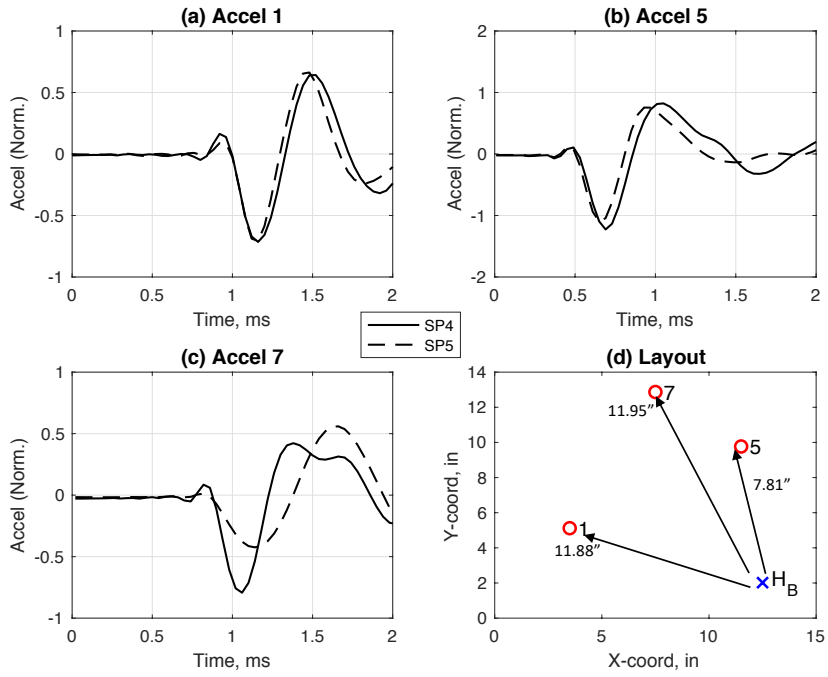 (a) Accel 1
Accel (Norm.)
1
0.5
0
-0.5
-1
0 0.5 1 1.5 2
Time, ms
(b) Accel 5
Accel (Norm.)
2
1
0
-1
-2
0 0.5 1 1.5 2
Time, ms
SP4
SP5
(c) Accel 7
Accel (Norm.)
1
0.5
0
-0.5
-1
0 0.5 1 1.5 2
Time, ms
(d) Layout
Y-coord, in
14
12
10
8
6
4
2
0
7
11.95”
5
7.81”
1
11.88”
H_B
0 5 10 15
X-coord, in